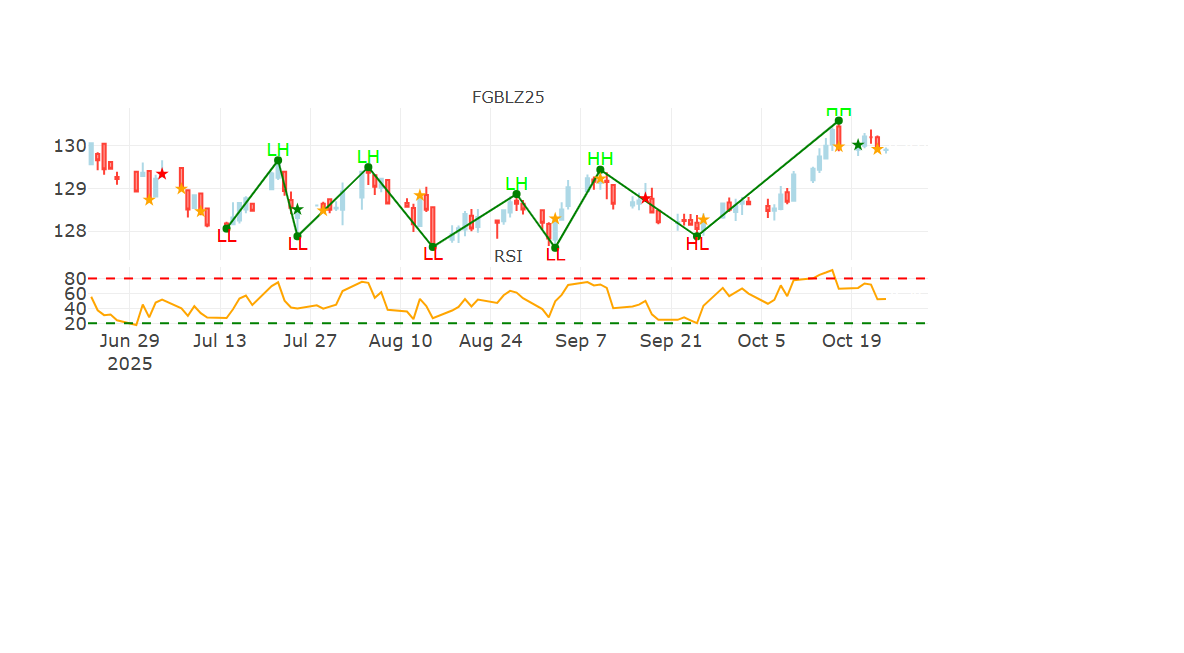 FGBLZ25
130
129
128
LH
LH
LH
HH
HH
LL
LL
LL
LL
HL
RSI
80
60
40
20
Jun 29
2025
Jul 13
Jul 27
Aug 10
Aug 24
Sep 7
Sep 21
Oct 5
Oct 19